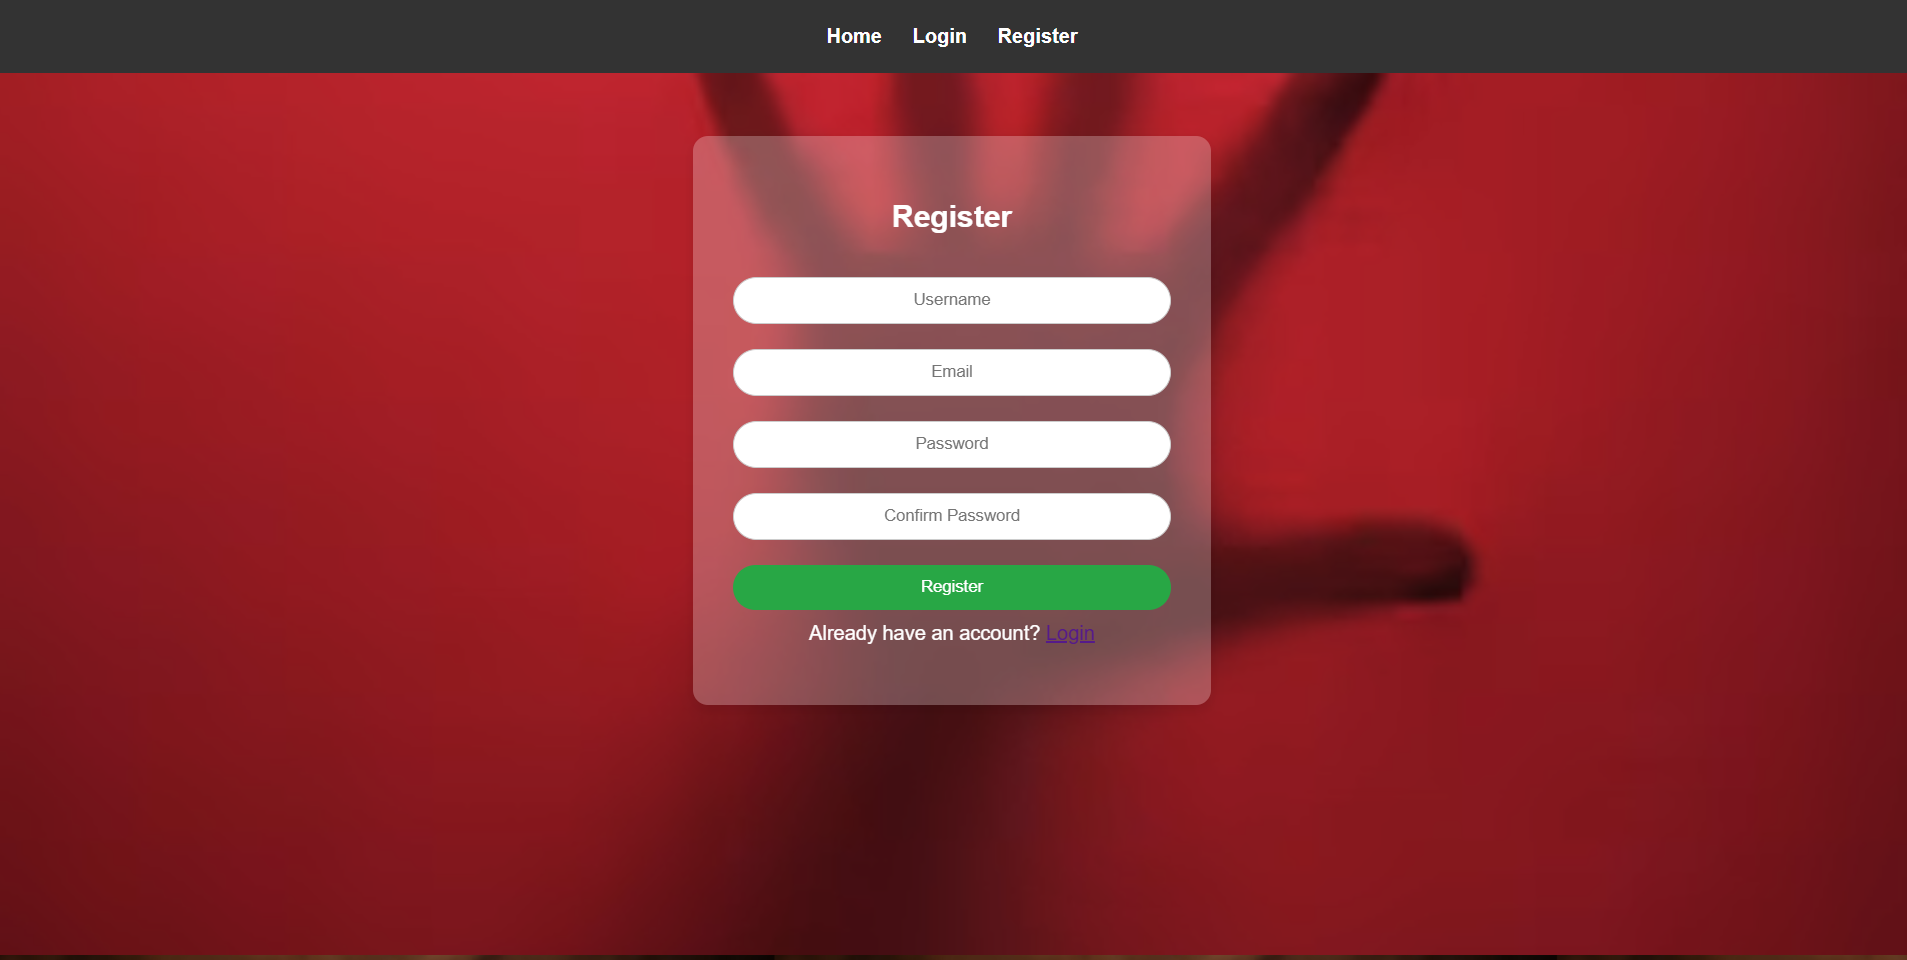 Home Login Register
Register
Username
Email
Password
Confirm Password
Register
Already have an account? Login